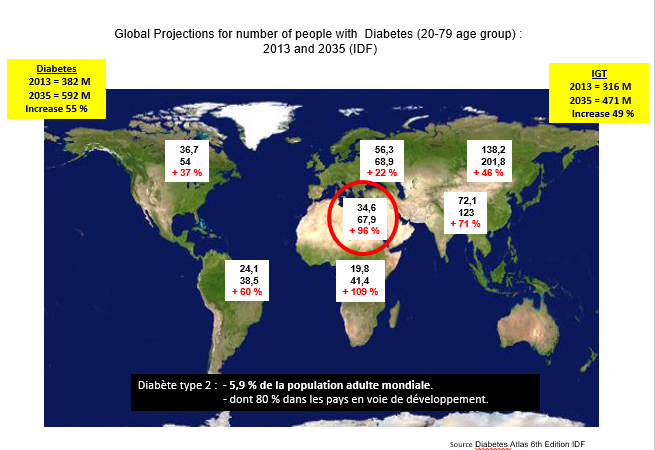 Global Projections for number of people with Diabetes (20-79 age group) :
2013 and 2035 (IDF)
Diabetes
2013 = 382 M
2035 = 592 M
Increase 55 %
IGT
2013 = 316 M
2035 = 471 M
Increase 49 %
36,7
54
+ 37 %
56,3
68,9
+ 22 %
138,2
201,8
+ 46 %
34,6
67,9
+ 96 %
72,1
123
+ 71 %
24,1
38,5
+ 60 %
19,8
41,4
+ 109 %
Diabète type 2 : - 5,9 % de la population adulte mondiale.
- dont 80 % dans les pays en voie de développement.
Source Diabetes Atlas 6th Edition IDF